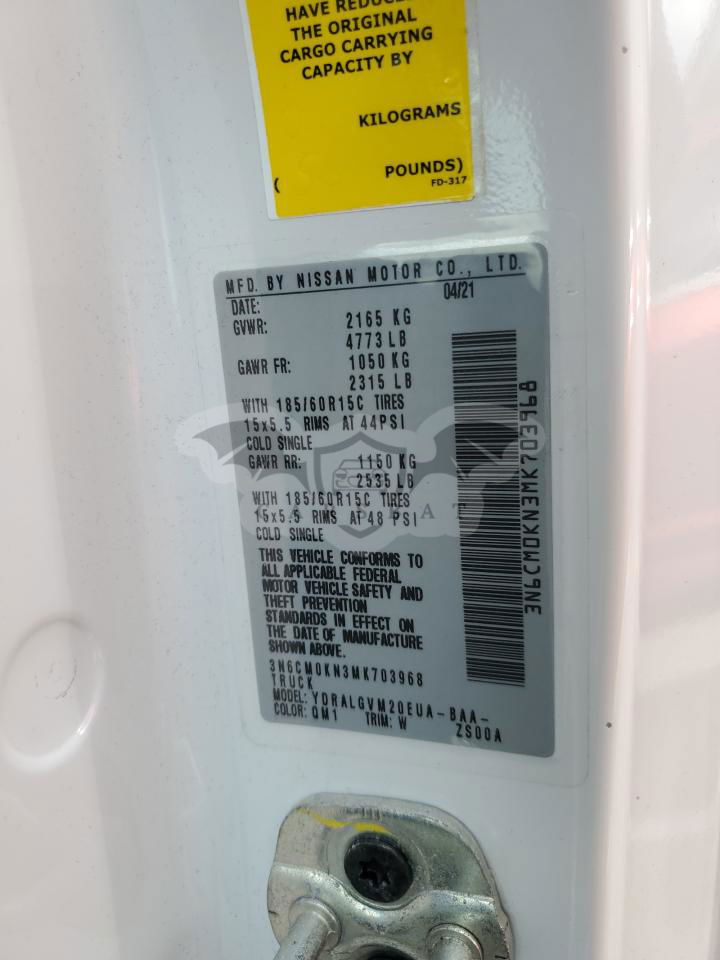 HAVE REDUCED
THE ORIGINAL
CARGO CARRYING
CAPACITY BY
KILOGRAMS
( POUNDS)
FD-317
MFD. BY NISSAN MOTOR CO., LTD.
DATE: 04/21
GVWR: 2165 KG
4773 LB
GAWR FR: 1050 KG
2315 LB
WITH 185/60R15C TIRES
15x5.5 RIMS AT 44PSI
COLD SINGLE
GAWR RR: 1150 KG
2535 LB
WITH 185/60R15C TIRES
15x5.5 RIMS AT 48 PSI
COLD SINGLE
THIS VEHICLE CONFORMS TO
ALL APPLICABLE FEDERAL
MOTOR VEHICLE SAFETY AND
THEFT PREVENTION
STANDARDS IN EFFECT ON
THE DATE OF MANUFACTURE
SHOWN ABOVE.
3N6CM0KN3MK703968
TRUCK
MODEL: YDRALGVM20EUA-BAA-
ZS00A
COLOR: QM1 TRIM: W
3N6CM0KN3MK703968